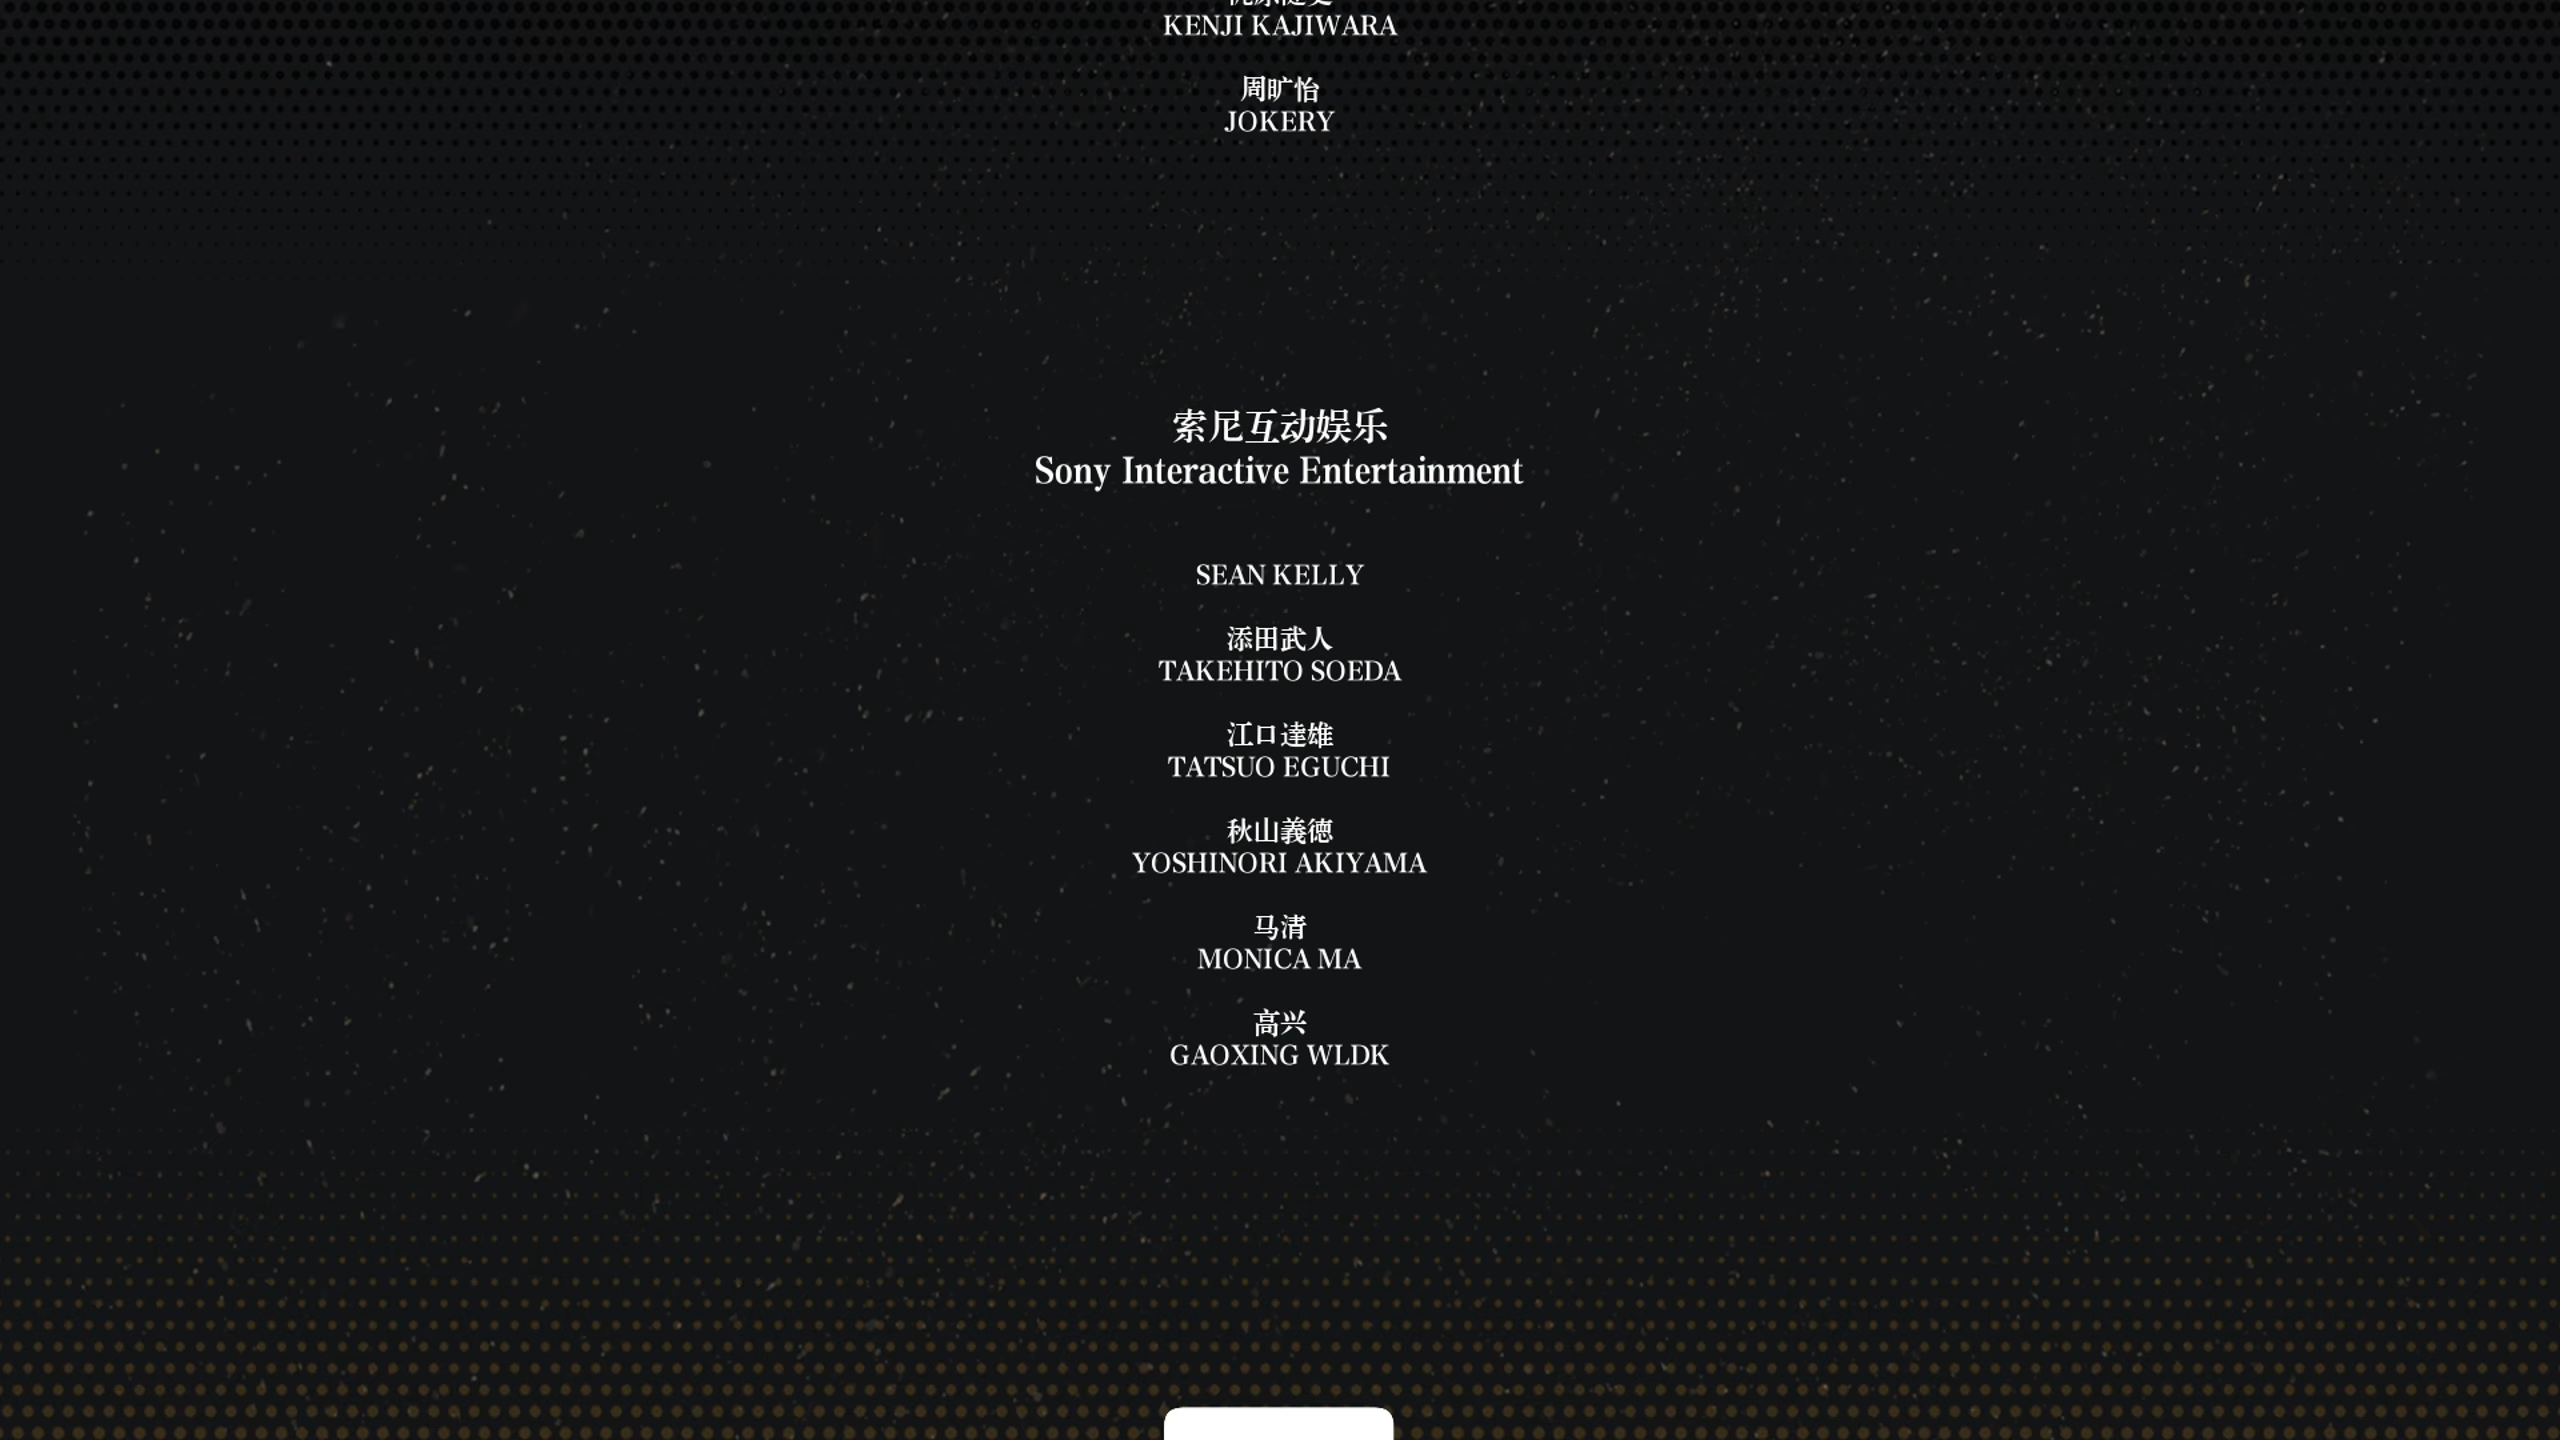 KENJI KAJIWARA
周旷怡
JOKERY
索尼互动娱乐
Sony Interactive Entertainment
SEAN KELLY
添田武人
TAKEHITO SOEDA
江口達雄
TATSUO EGUCHI
秋山義徳
YOSHINORI AKIYAMA
马清
MONICA MA
高兴
GAOXING WLDK